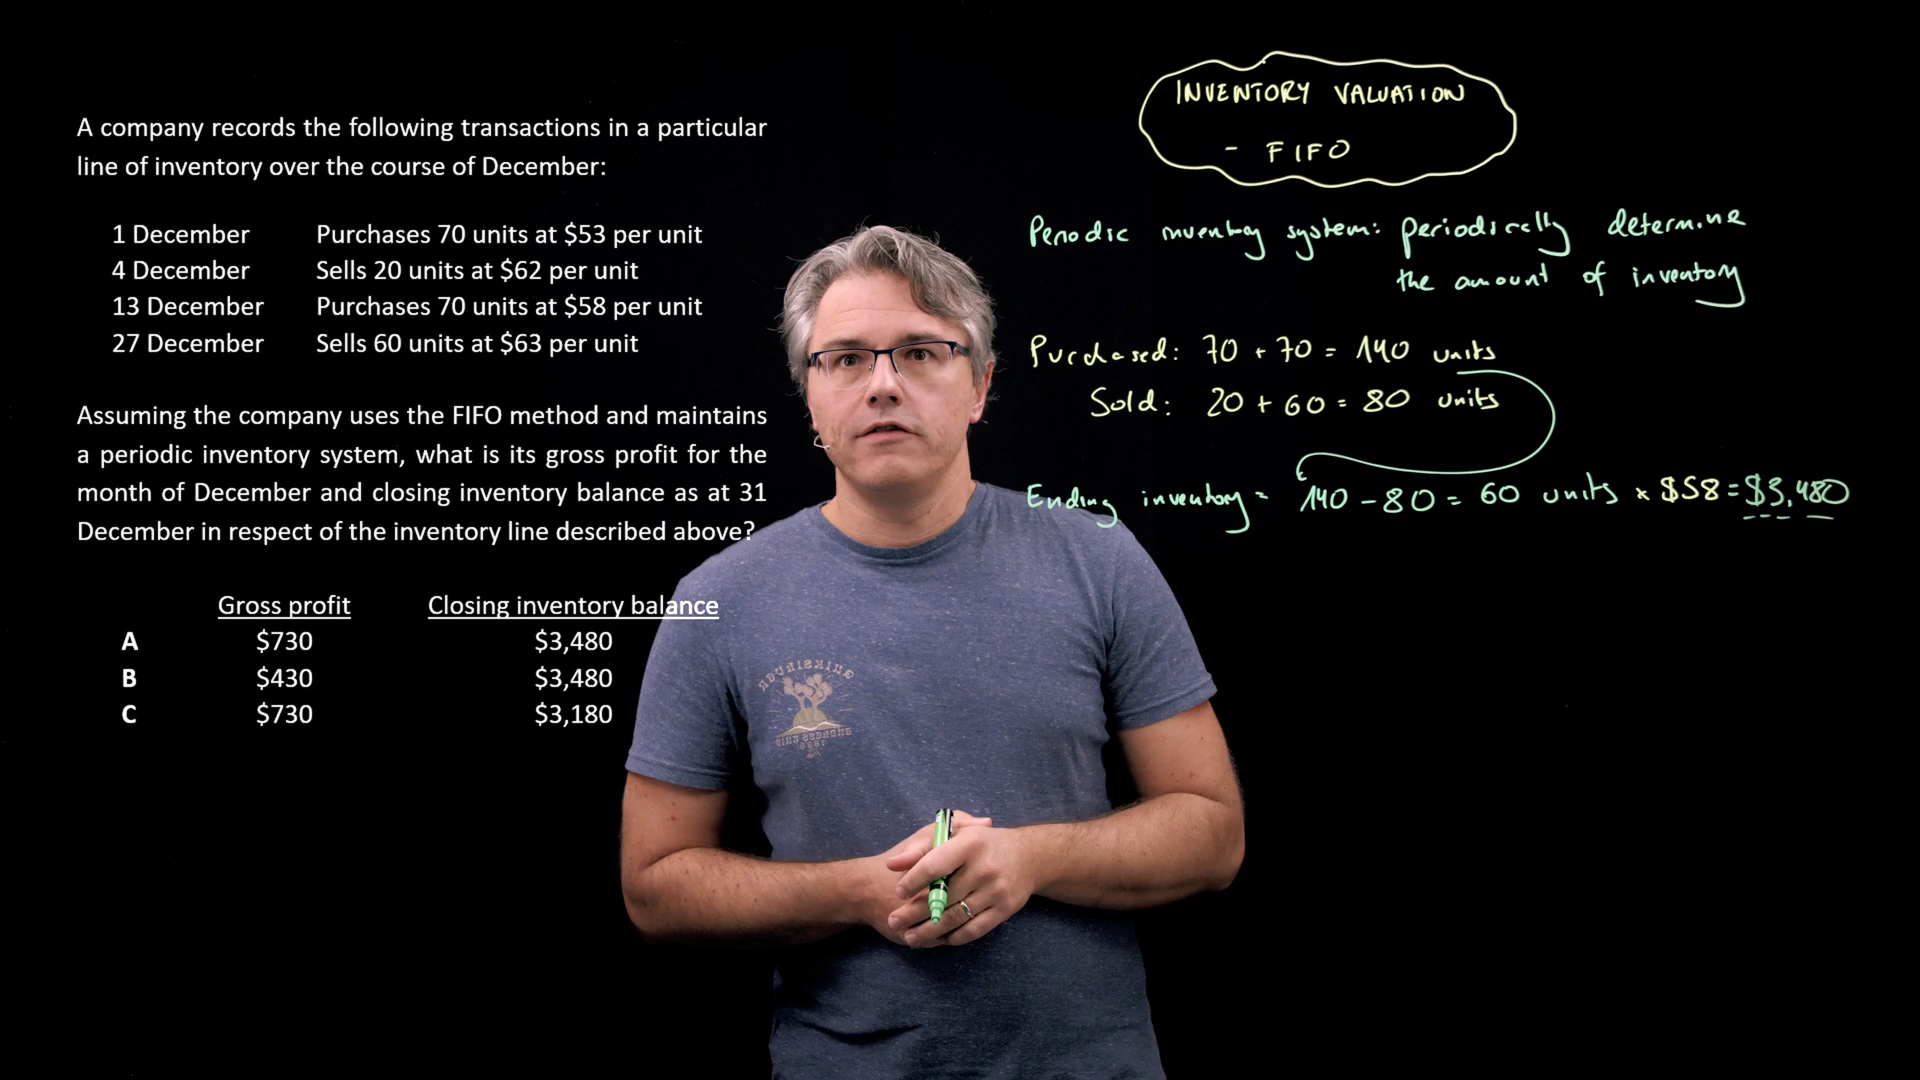 A company records the following transactions in a particular
line of inventory over the course of December:
1 December Purchases 70 units at $53 per unit
4 December Sells 20 units at $62 per unit
13 December Purchases 70 units at $58 per unit
27 December Sells 60 units at $63 per unit
Assuming the company uses the FIFO method and maintains
a periodic inventory system, what is its gross profit for the
month of December and closing inventory balance as at 31
December in respect of the inventory line described above?
Gross profit Closing inventory balance
A $730 $3,480
B $430 $3,480
C $730 $3,180
INVENTORY VALUATION
- FIFO
Periodic inventory system: periodically determine
the amount of inventory
Purchased: 70 + 70 = 140 units
Sold: 20 + 60 = 80 units
Ending inventory = 140 - 80 = 60 units x $58 = $3,480
QUIKSILVER